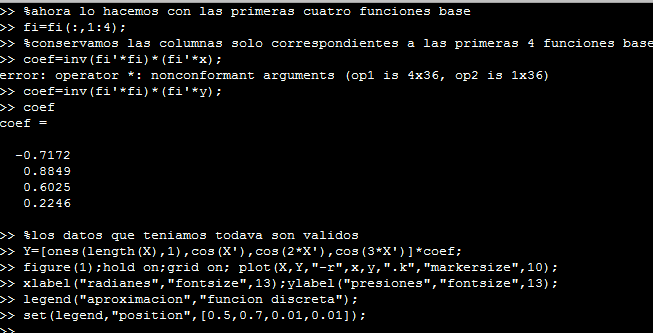 >> %ahora lo hacemos con las primeras cuatro funciones base
>> fi=fi(:,1:4);
>> %conservamos las columnas solo correspondientes a las primeras 4 funciones base
>> coef=inv(fi'*fi)*(fi'*x);
error: operator *: nonconformant arguments (op1 is 4x36, op2 is 1x36)
>> coef=inv(fi'*fi)*(fi'*y);
>> coef
coef =
-0.7172
0.8849
0.6025
0.2246
>> %los datos que teniamos todava son validos
>> Y=[ones(length(X),1),cos(X'),cos(2*X'),cos(3*X')]*coef;
>> figure(1);hold on;grid on; plot(X,Y,"-r",x,y,".k","markersize",10);
>> xlabel("radianes","fontsize",13);ylabel("presiones","fontsize",13);
>> legend("aproximacion","funcion discreta");
>> set(legend,"position",[0.5,0.7,0.01,0.01]);
>>